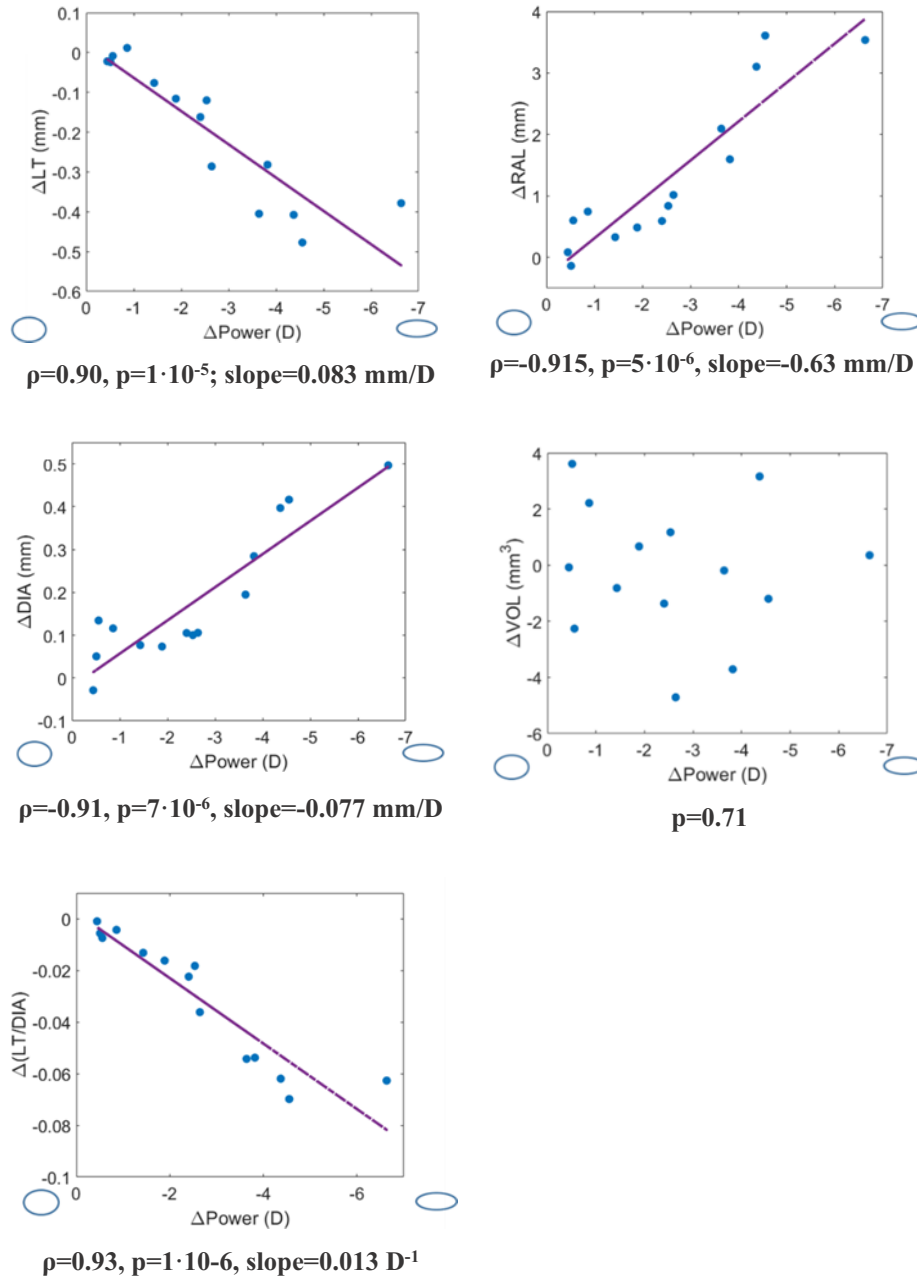 0.1
0
-0.1
-0.2
-0.3
-0.4
-0.5
-0.6
ΔLT (mm)
0 -1 -2 -3 -4 -5 -6 -7
ΔPower (D)
ρ=0.90, p=1·10⁻⁵; slope=0.083 mm/D
4
3
2
1
0
ΔRAL (mm)
0 -1 -2 -3 -4 -5 -6 -7
ΔPower (D)
ρ=-0.915, p=5·10⁻⁶, slope=-0.63 mm/D
0.5
0.4
0.3
0.2
0.1
0
-0.1
ΔDIA (mm)
0 -1 -2 -3 -4 -5 -6 -7
ΔPower (D)
ρ=-0.91, p=7·10⁻⁶, slope=-0.077 mm/D
4
2
0
-2
-4
-6
ΔVOL (mm³)
0 -1 -2 -3 -4 -5 -6 -7
ΔPower (D)
p=0.71
0
-0.02
-0.04
-0.06
-0.08
-0.1
Δ(LT/DIA)
0 -2 -4 -6
ΔPower (D)
ρ=0.93, p=1·10-6, slope=0.013 D⁻¹